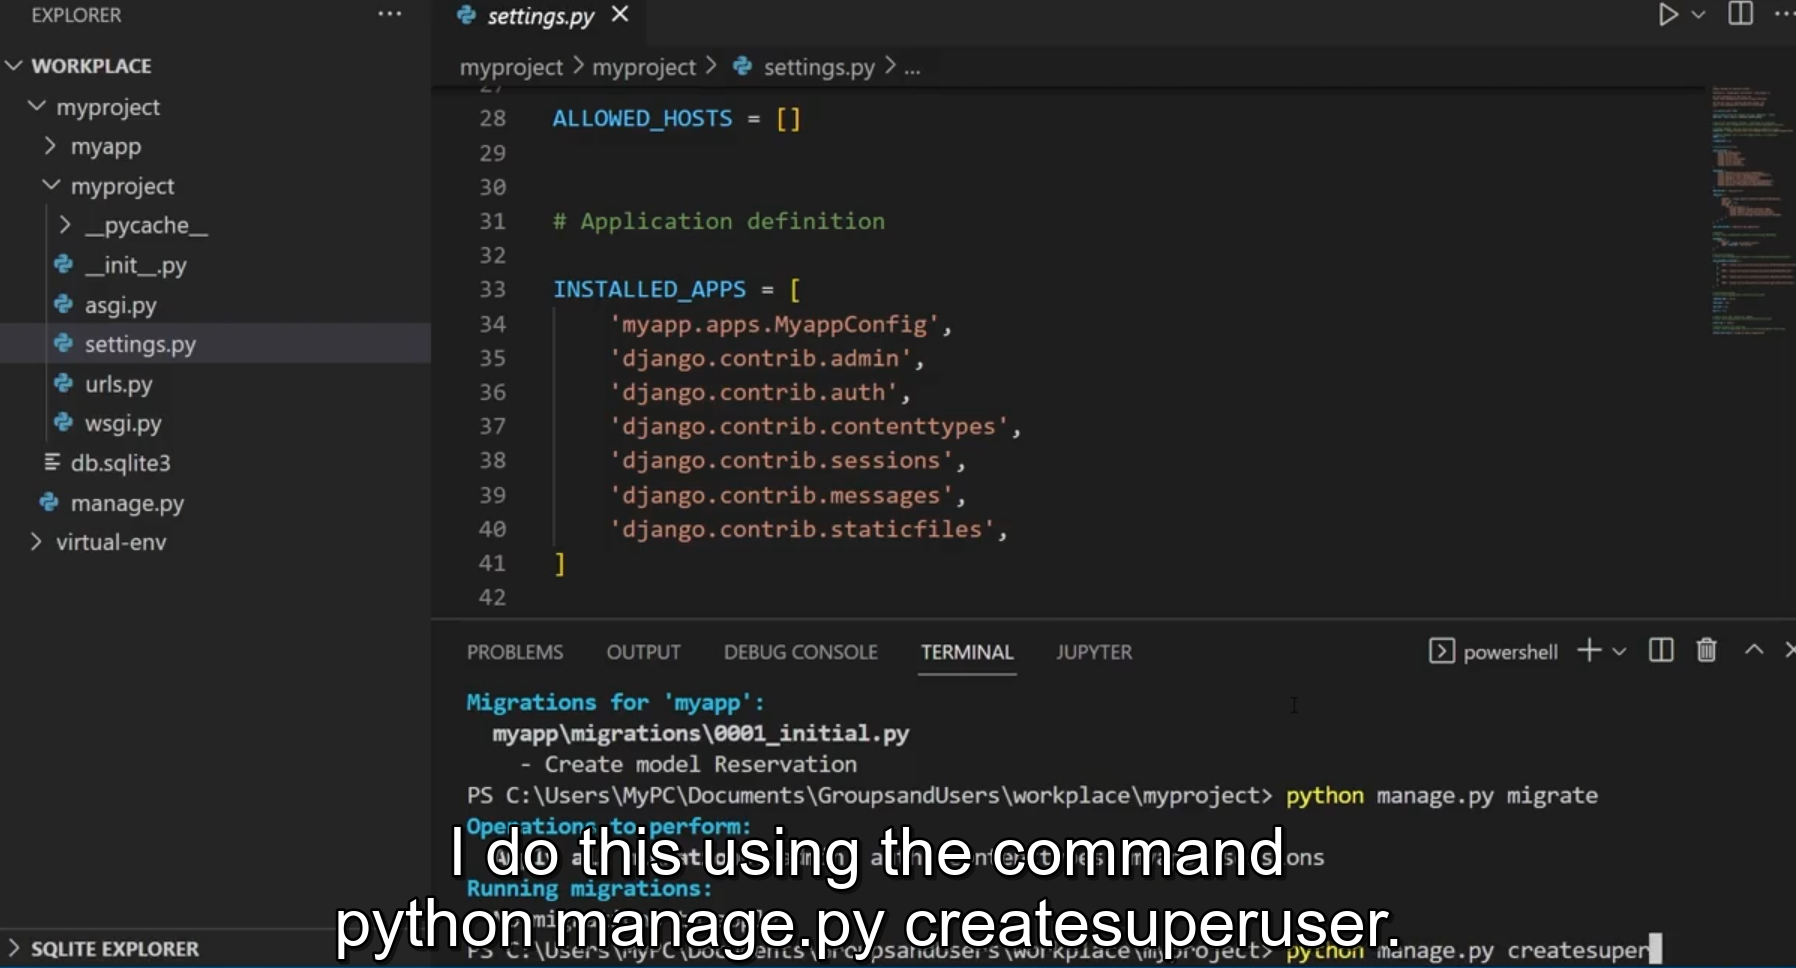 EXPLORER
WORKPLACE
myproject
myapp
myproject
__pycache__
__init__.py
asgi.py
settings.py
urls.py
wsgi.py
db.sqlite3
manage.py
virtual-env
SQLITE EXPLORER
settings.py
myproject > myproject > settings.py > ...
27
28 ALLOWED_HOSTS = []
29
30
31 # Application definition
32
33 INSTALLED_APPS = [
34 'myapp.apps.MyappConfig',
35 'django.contrib.admin',
36 'django.contrib.auth',
37 'django.contrib.contenttypes',
38 'django.contrib.sessions',
39 'django.contrib.messages',
40 'django.contrib.staticfiles',
41 ]
42
PROBLEMS OUTPUT DEBUG CONSOLE TERMINAL JUPYTER powershell
Migrations for 'myapp':
myapp\migrations\0001_initial.py
- Create model Reservation
PS C:\Users\MyPC\Documents\GroupsandUsers\workplace\myproject> python manage.py migrate
Operations to perform:
Running migrations:
PS C:\Users\MyPC\Documents\GroupsandUsers\workplace\myproject> python manage.py createsuper
I do this using the command
python manage.py createsuperuser.